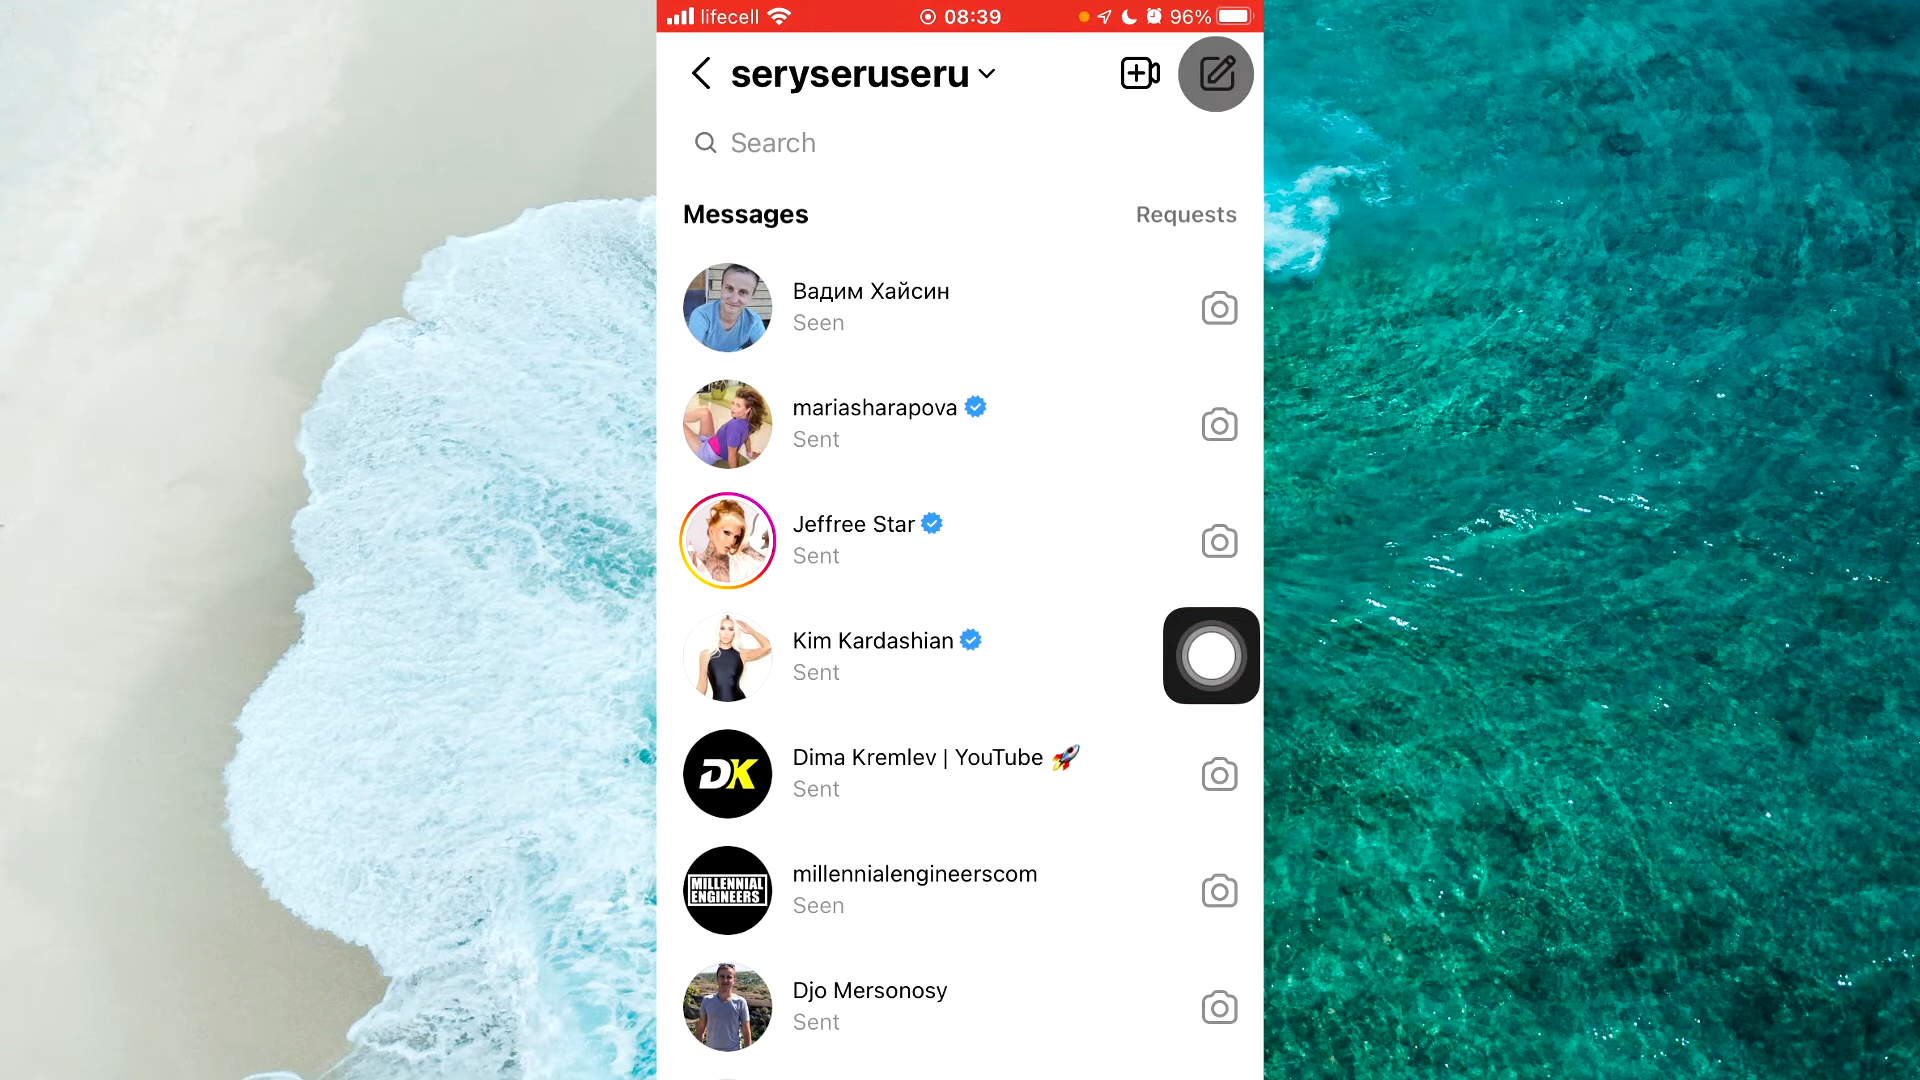 lifecell 08:39 96%
seryseruseru
Search
Messages Requests
Вадим Хайсин
Seen
mariasharapova
Sent
Jeffree Star
Sent
Kim Kardashian
Sent
Dima Kremlev | YouTube 🚀
Sent
DK
millennialengineerscom
MILLENNIAL
ENGINEERS
Seen
Djo Mersonosy
Sent